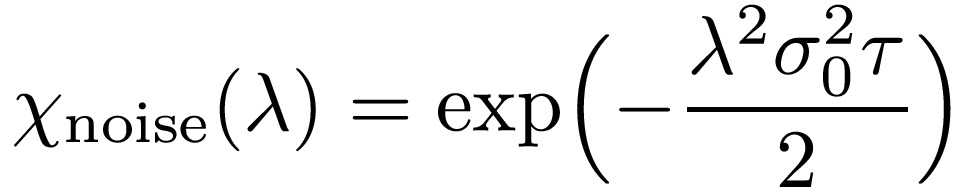 χ_noise(λ) = exp(−λ²σ₀²τ/2)